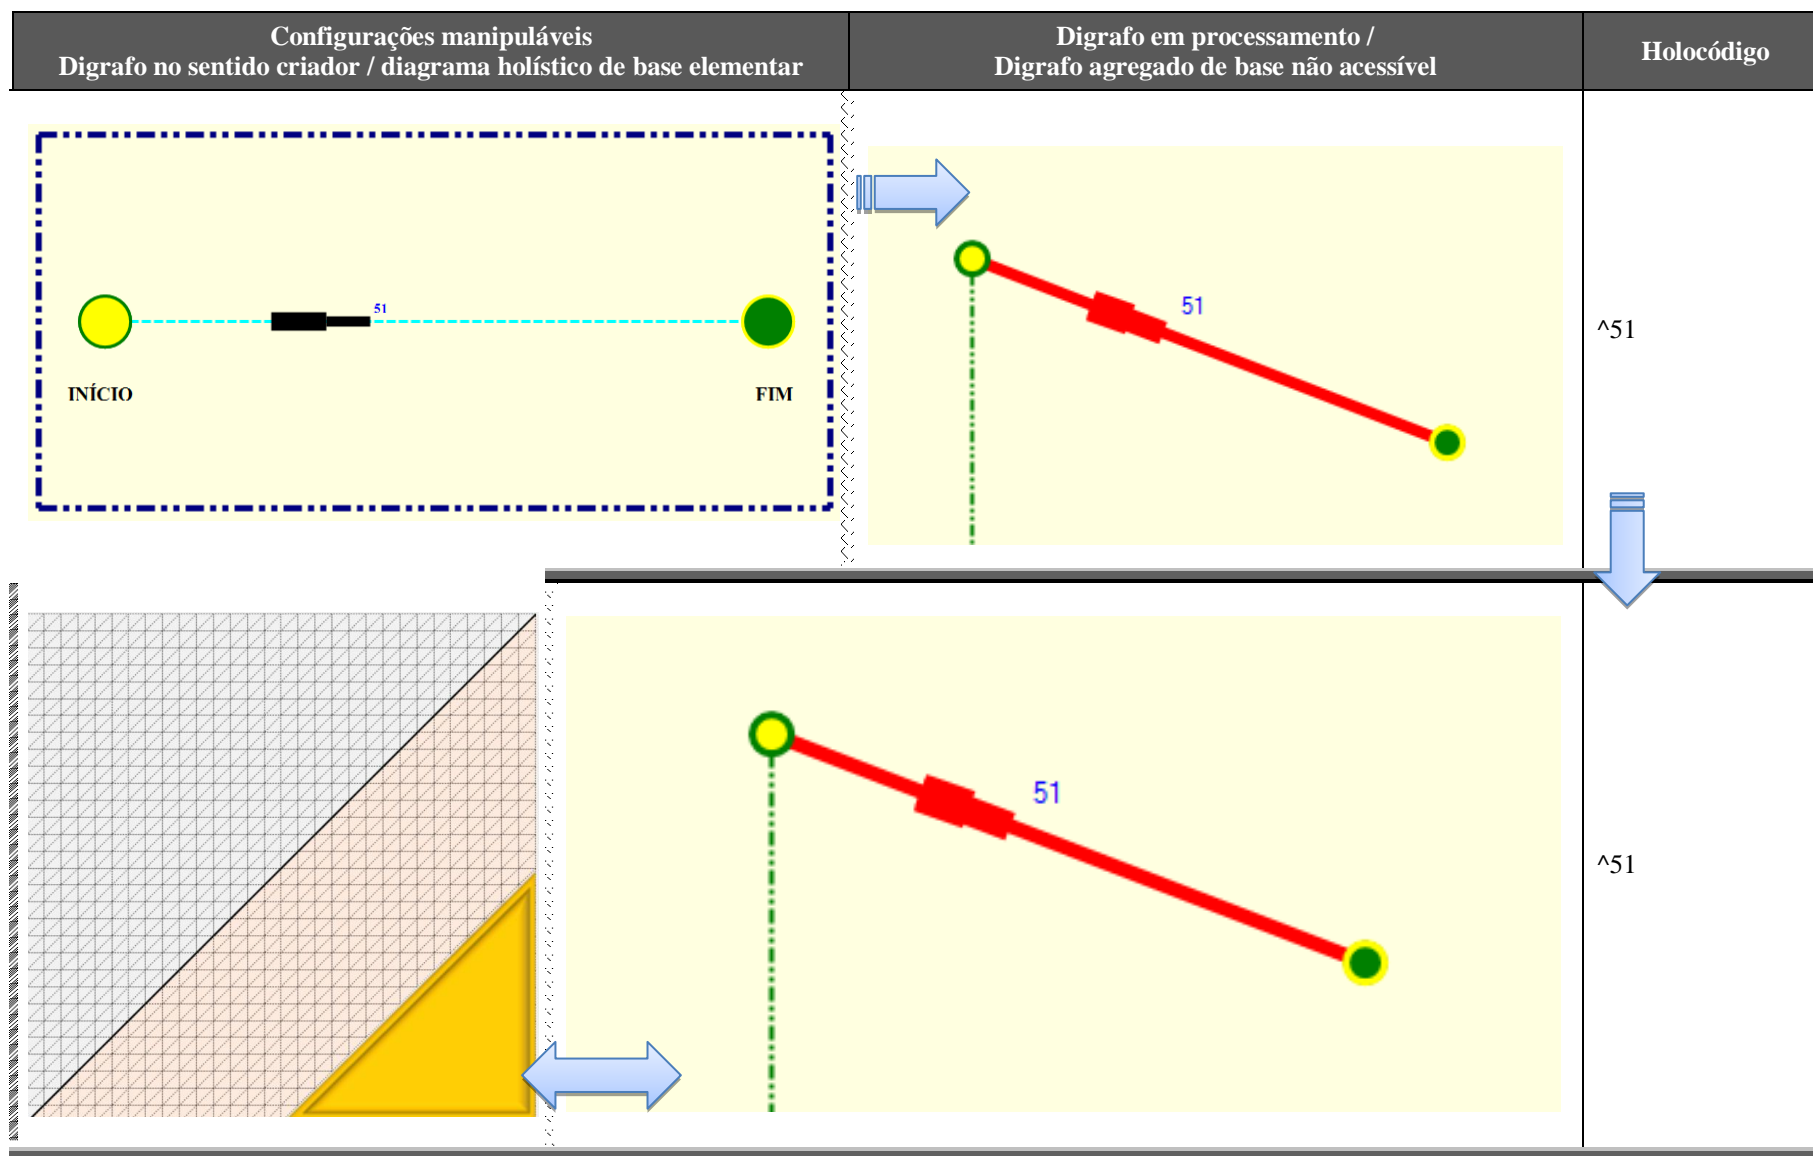 Configurações manipuláveis
Digrafo no sentido criador / diagrama holístico de base elementar
Digrafo em processamento /
Digrafo agregado de base não acessível
Holocódigo
51
INÍCIO
FIM
51
^51
51
^51